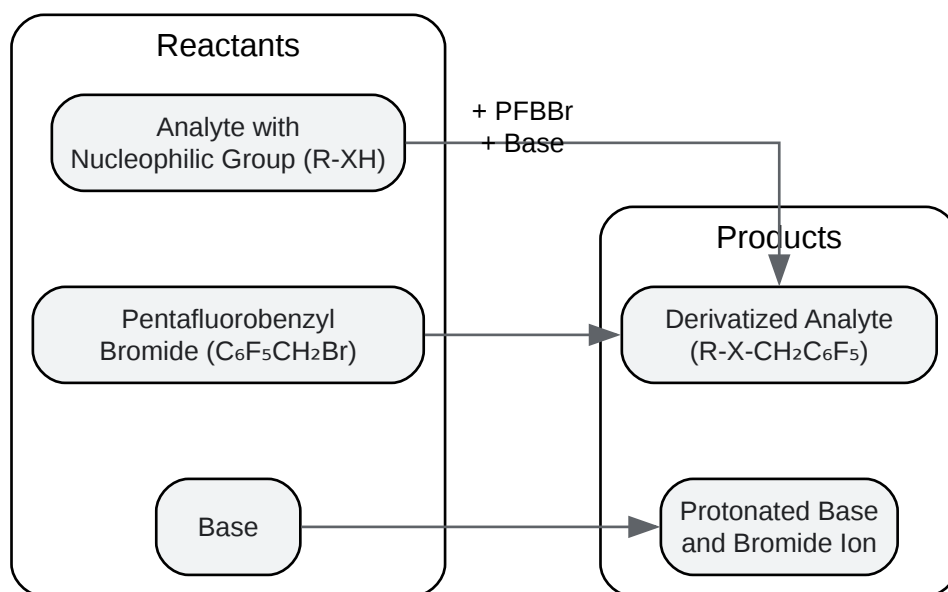 Reactants
Analyte with
Nucleophilic Group (R-XH)
+ PFBBr
+ Base
Products
Pentafluorobenzyl
Bromide (C₆F₅CH₂Br)
Derivatized Analyte
(R-X-CH₂C₆F₅)
Base
Protonated Base
and Bromide Ion